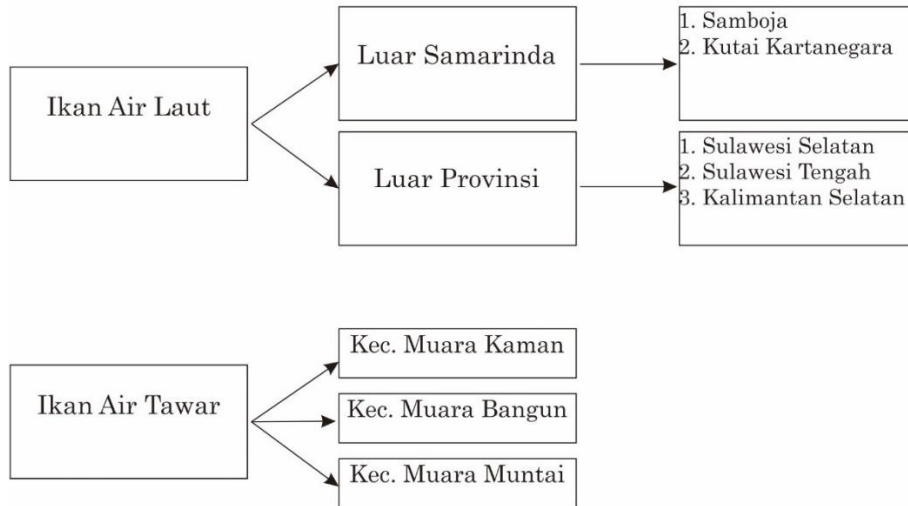 Ikan Air Laut
Luar Samarinda
1. Samboja
2. Kutai Kartanegara
Luar Provinsi
1. Sulawesi Selatan
2. Sulawesi Tengah
3. Kalimantan Selatan
Ikan Air Tawar
Kec. Muara Kaman
Kec. Muara Bangun
Kec. Muara Muntai